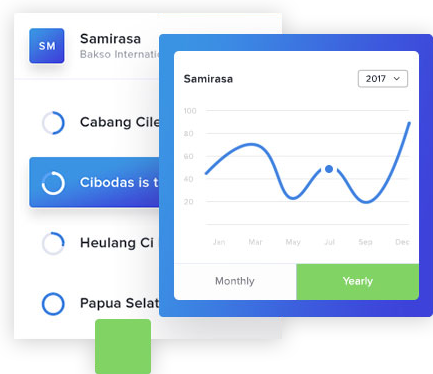 SM
Samirasa
Bakso Internatio
Cabang Cile
Cibodas is t
Heulang Ci
Papua Selat
Samirasa
2017
100
80
60
40
20
Jan Mar May Jul Sep Dec
Monthly Yearly